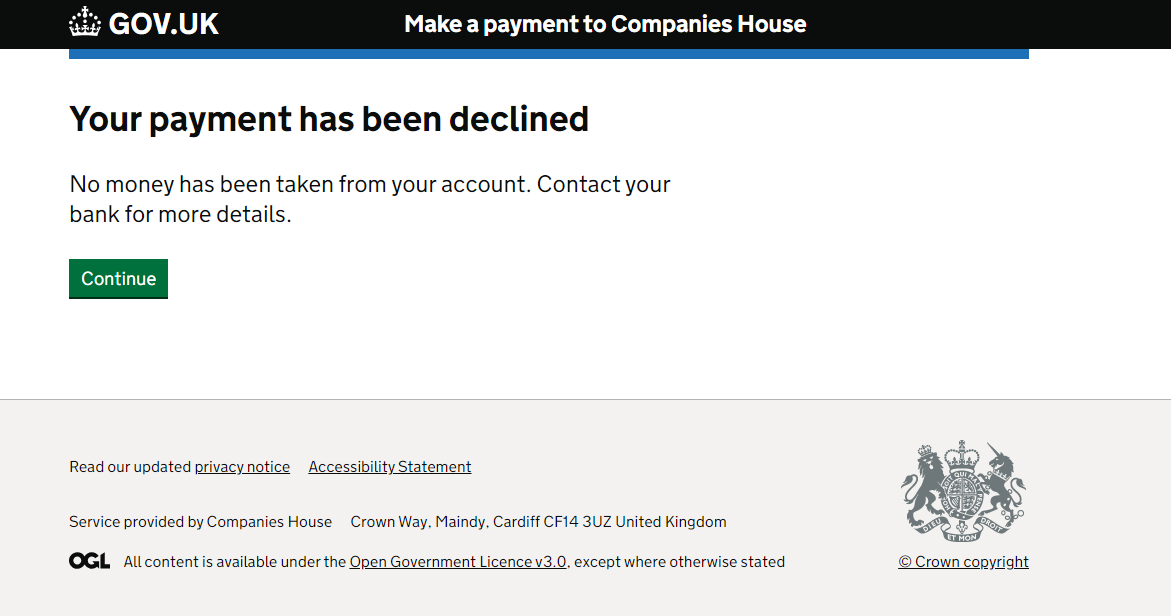 GOV.UK
Make a payment to Companies House
Your payment has been declined
No money has been taken from your account. Contact your
bank for more details.
Continue
Read our updated privacy notice
Accessibility Statement
Service provided by Companies House
Crown Way, Maindy, Cardiff CF14 3UZ United Kingdom
OGL
All content is available under the Open Government Licence v3.0, except where otherwise stated
DIEU ET MON DROIT
© Crown copyright